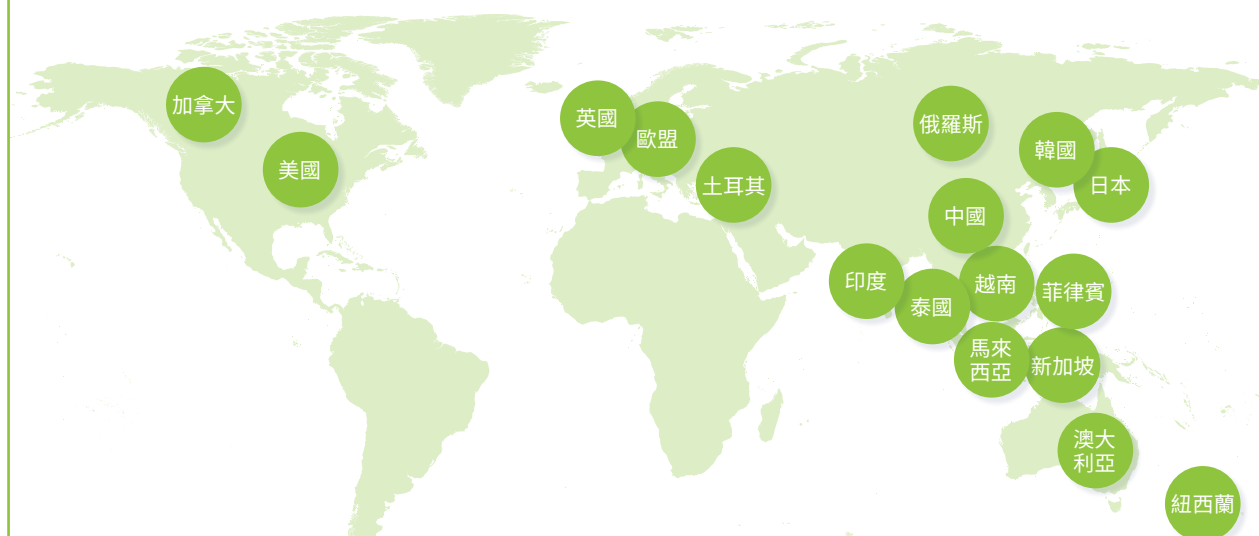 加拿大
美國
英國
歐盟
土耳其
俄羅斯
韓國
日本
中國
印度
泰國
越南
菲律賓
馬來
西亞
新加坡
澳大
利亞
紐西蘭